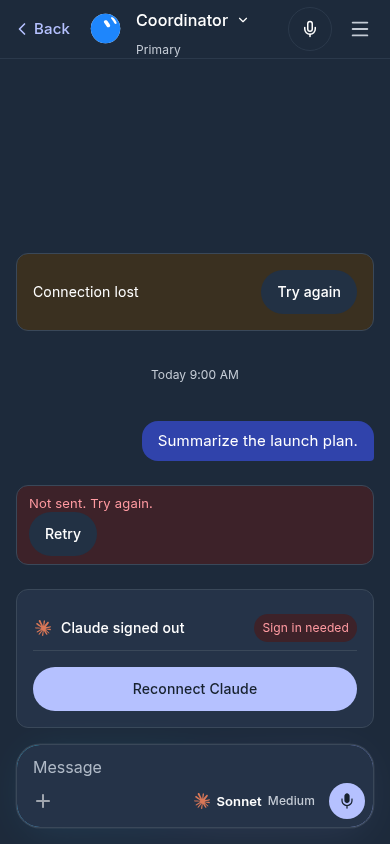 Back
Coordinator
Primary
Connection lost
Try again
Today 9:00 AM
Summarize the launch plan.
Not sent. Try again.
Retry
Claude signed out
Sign in needed
Reconnect Claude
Message
Sonnet Medium